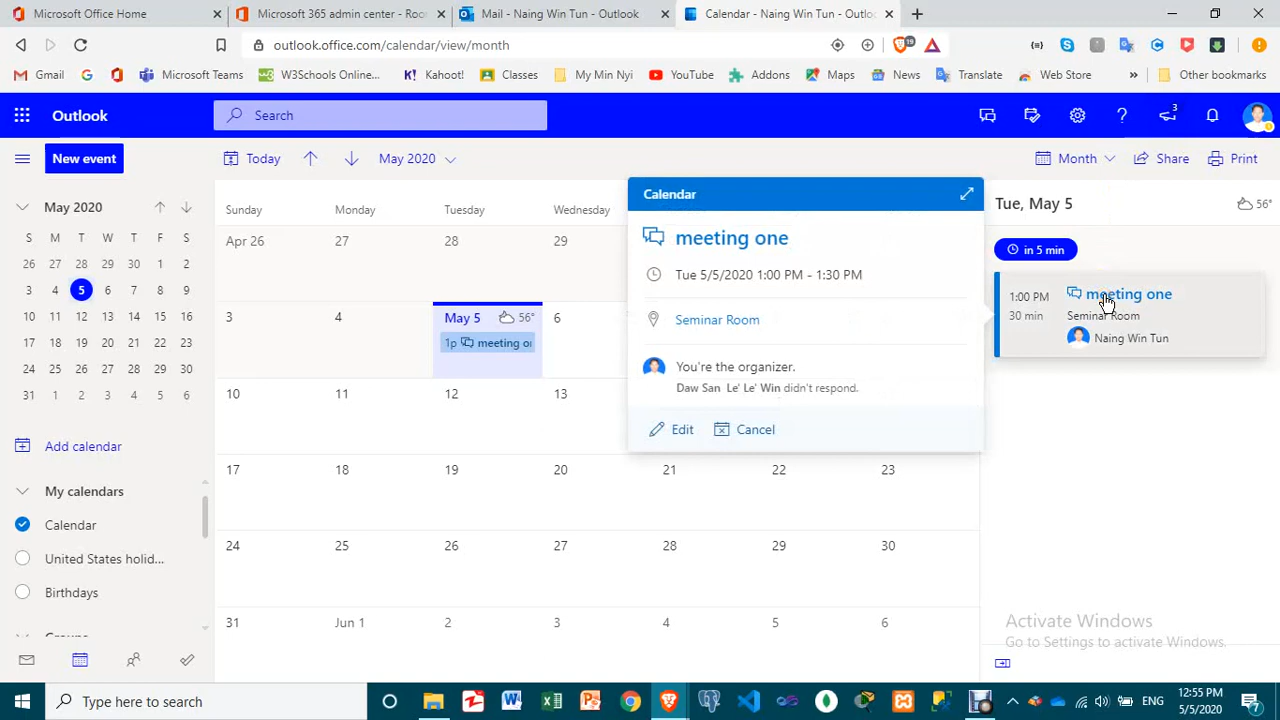 Microsoft Office Home
Microsoft 365 admin center - Roo
Mail - Naing Win Tun - Outlook
Calendar - Naing Win Tun - Outlo
outlook.office.com/calendar/view/month
19
Gmail
Microsoft Teams
W3Schools Online...
Kahoot!
Classes
My Min Nyi
YouTube
Addons
Maps
News
Translate
Web Store
»
Other bookmarks
Outlook
Search
3
New event
Today
May 2020
Month
Share
Print
May 2020
S M T W T F S
26 27 28 29 30 1 2
3 4 5 6 7 8 9
10 11 12 13 14 15 16
17 18 19 20 21 22 23
24 25 26 27 28 29 30
31 1 2 3 4 5 6
Add calendar
My calendars
Calendar
United States holid...
Birthdays
Sunday Monday Tuesday Wednesday
Apr 26 27 28 29
3 4 May 5 56° 6
1p meeting o
10 11 12 13
17 18 19 20 21 22 23
24 25 26 27 28 29 30
31 Jun 1 2 3 4 5 6
Calendar
meeting one
Tue 5/5/2020 1:00 PM - 1:30 PM
Seminar Room
You're the organizer.
Daw San Le' Le' Win didn't respond.
Edit
Cancel
Tue, May 5
56°
in 5 min
1:00 PM meeting one
30 min Seminar Room
Naing Win Tun
Activate Windows
Go to Settings to activate Windows.
Type here to search
ENG
12:55 PM
5/5/2020
7